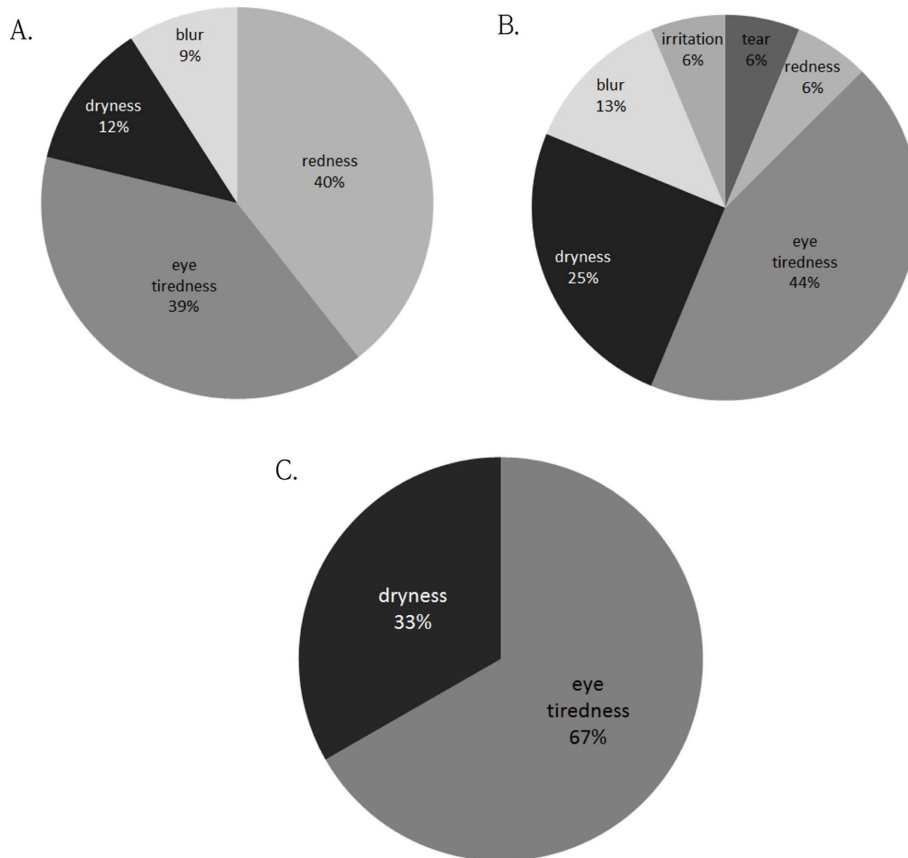 A.
blur
9%
dryness
12%
redness
40%
eye
tiredness
39%
B.
irritation
6%
tear
6%
redness
6%
blur
13%
dryness
25%
eye
tiredness
44%
C.
dryness
33%
eye
tiredness
67%